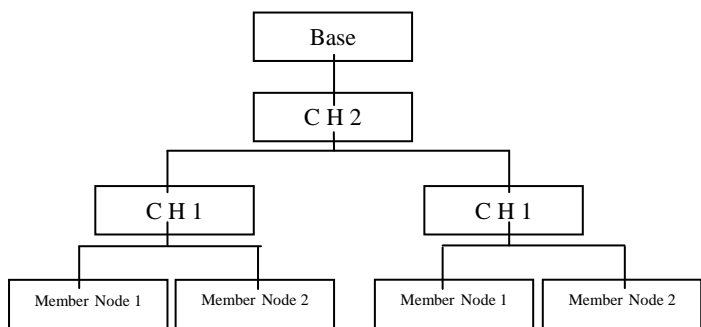 Base
C H 2
C H 1
C H 1
Member Node 1
Member Node 2
Member Node 1
Member Node 2